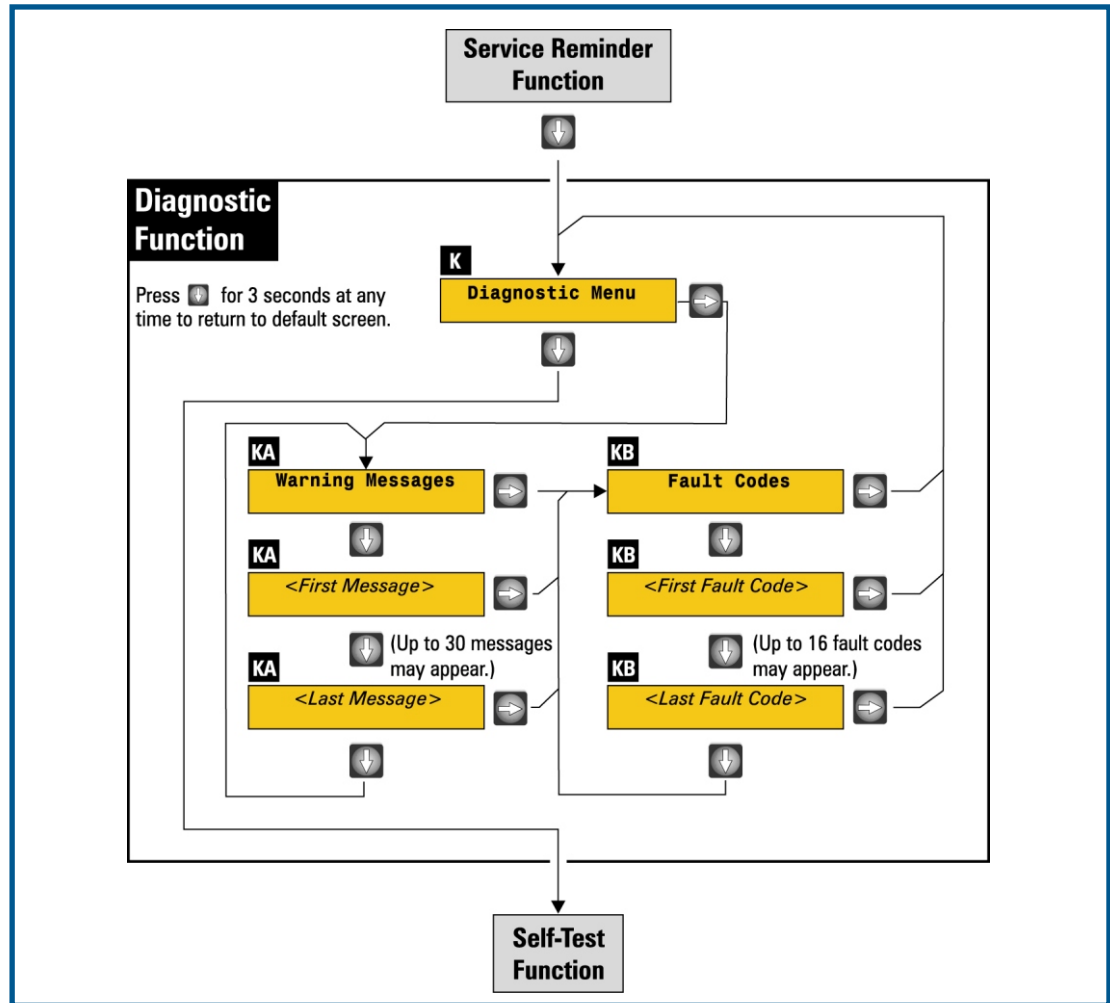 Service Reminder
Function
Diagnostic
Function
Press for 3 seconds at any
time to return to default screen.
K
Diagnostic Menu
KA
Warning Messages
KB
Fault Codes
KA
<First Message>
KB
<First Fault Code>
(Up to 30 messages
may appear.)
(Up to 16 fault codes
may appear.)
KA
<Last Message>
KB
<Last Fault Code>
Self-Test
Function